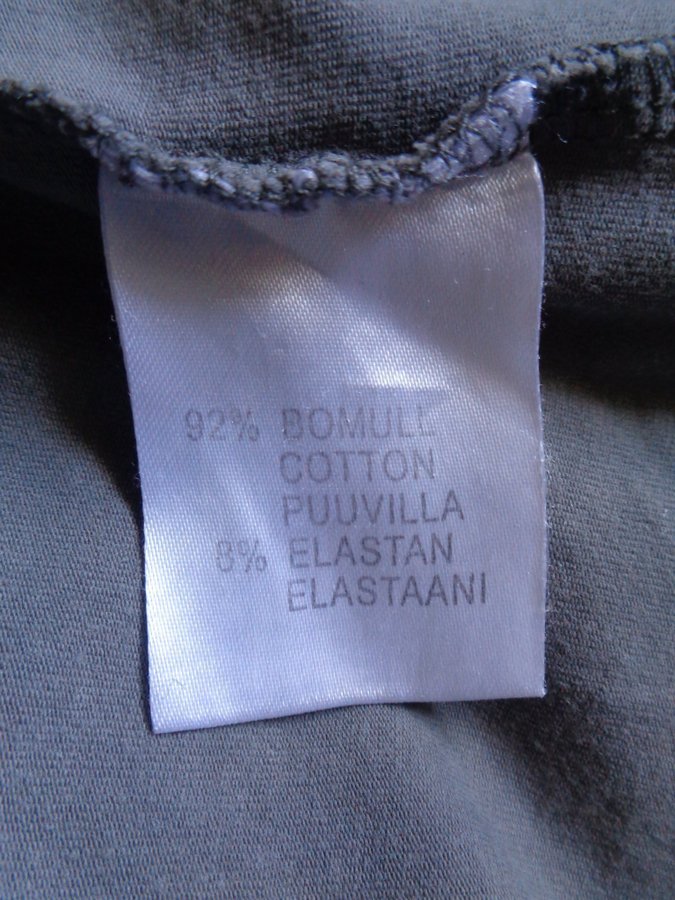 92% BOMULL
COTTON
PUUVILLA
8% ELASTAN
ELASTAANI